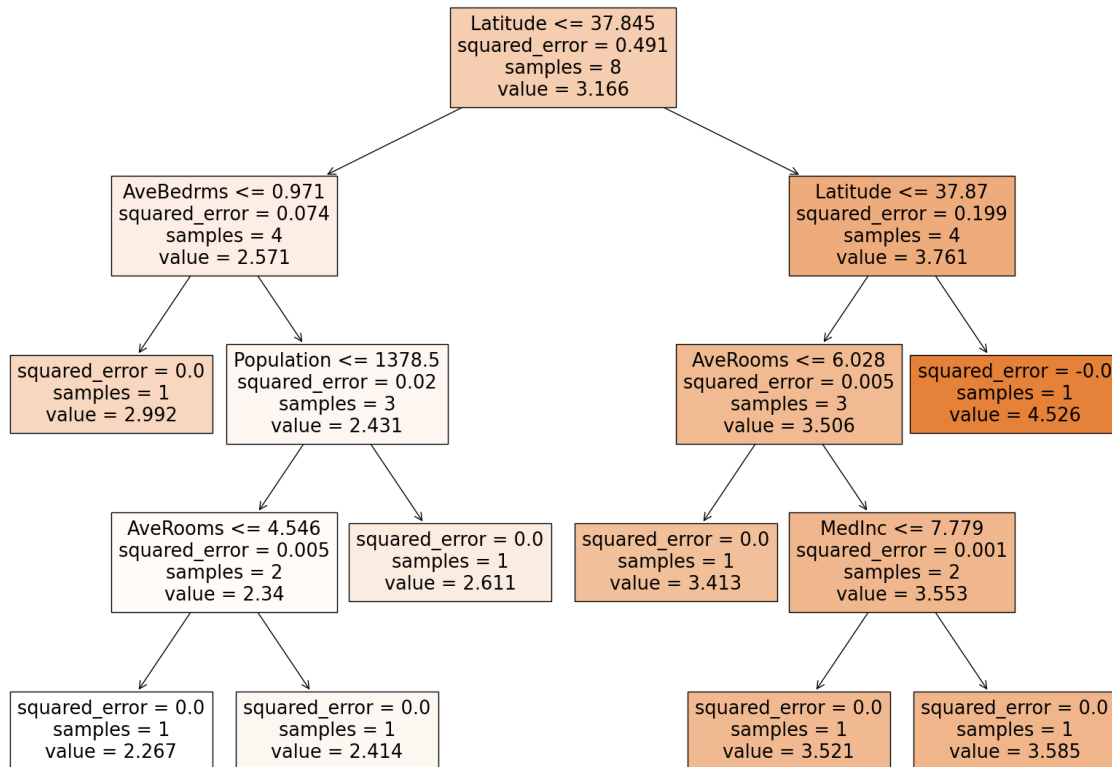 Latitude <= 37.845
squared_error = 0.491
samples = 8
value = 3.166
AveBedrms <= 0.971
squared_error = 0.074
samples = 4
value = 2.571
Latitude <= 37.87
squared_error = 0.199
samples = 4
value = 3.761
squared_error = 0.0
samples = 1
value = 2.992
Population <= 1378.5
squared_error = 0.02
samples = 3
value = 2.431
AveRooms <= 6.028
squared_error = 0.005
samples = 3
value = 3.506
squared_error = -0.0
samples = 1
value = 4.526
AveRooms <= 4.546
squared_error = 0.005
samples = 2
value = 2.34
squared_error = 0.0
samples = 1
value = 2.611
squared_error = 0.0
samples = 1
value = 3.413
MedInc <= 7.779
squared_error = 0.001
samples = 2
value = 3.553
squared_error = 0.0
samples = 1
value = 2.267
squared_error = 0.0
samples = 1
value = 2.414
squared_error = 0.0
samples = 1
value = 3.521
squared_error = 0.0
samples = 1
value = 3.585